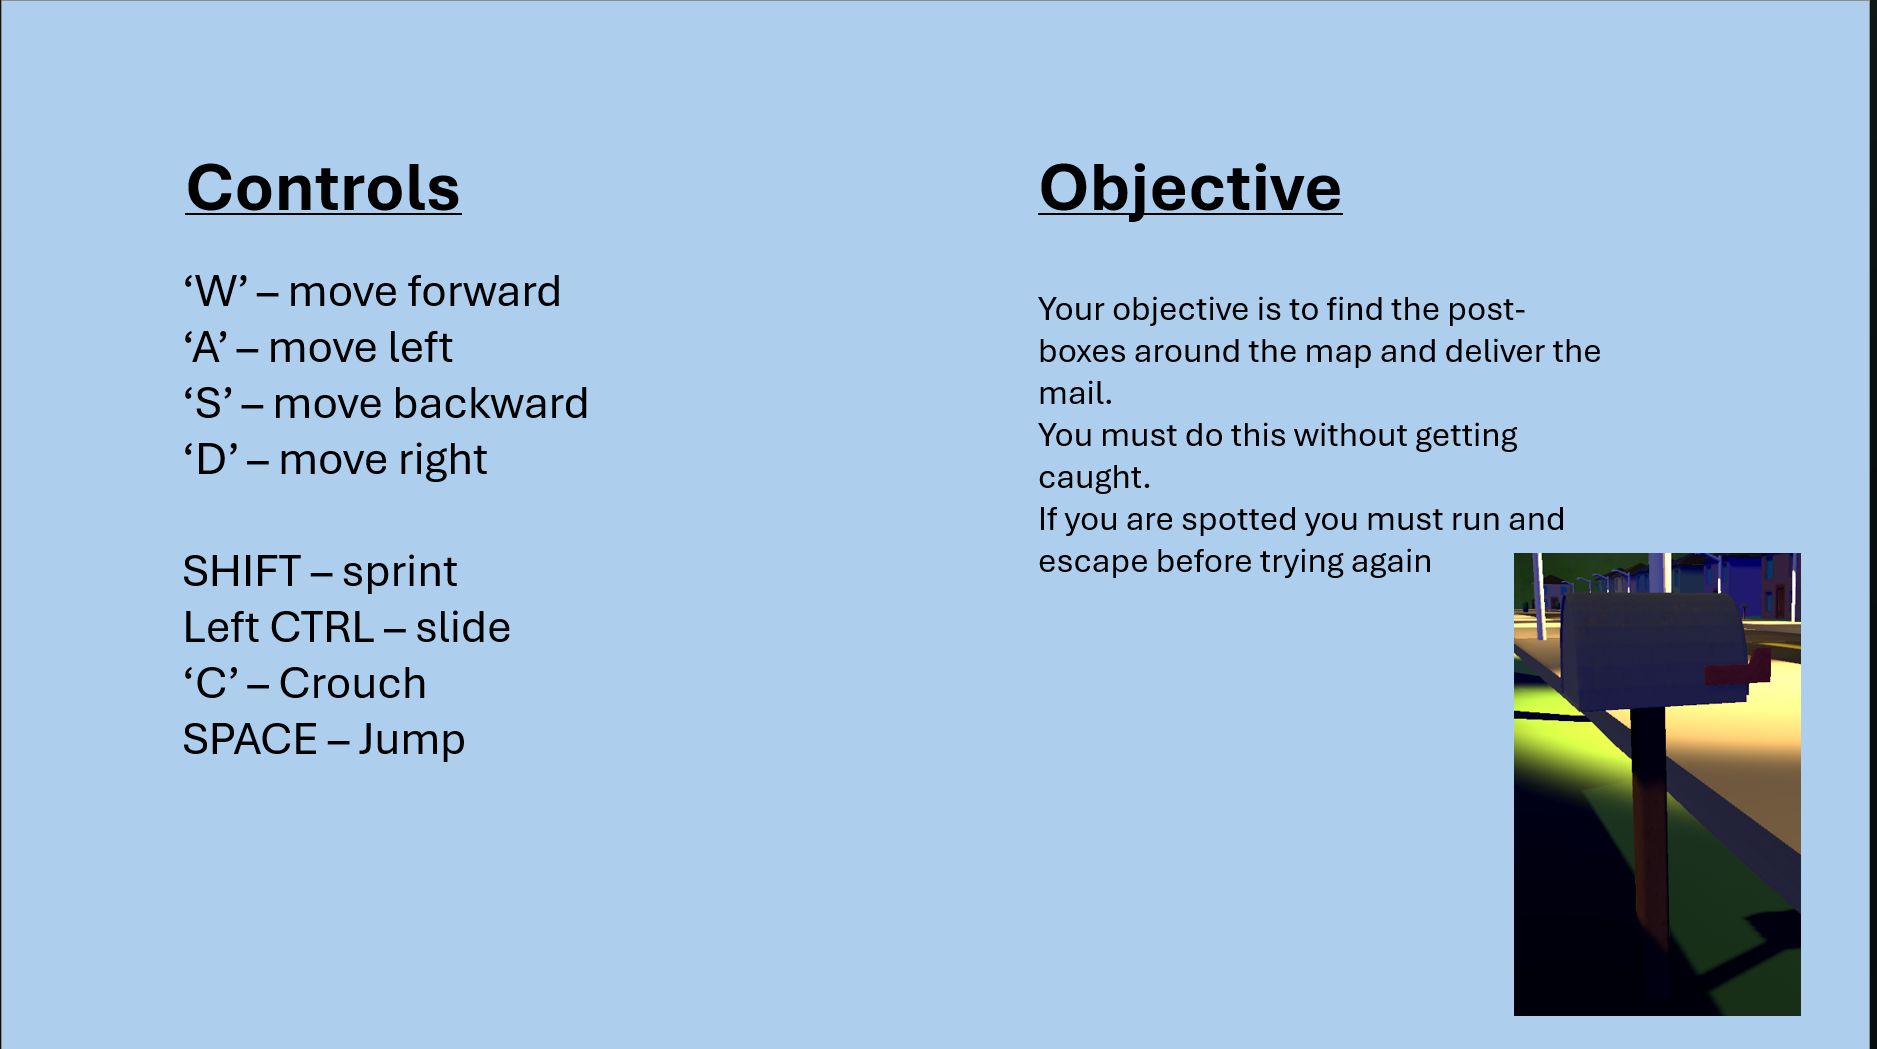 Controls
‘W’ – move forward
‘A’ – move left
‘S’ – move backward
‘D’ – move right
SHIFT – sprint
Left CTRL – slide
‘C’ – Crouch
SPACE – Jump
Objective
Your objective is to find the post-
boxes around the map and deliver the
mail.
You must do this without getting
caught.
If you are spotted you must run and
escape before trying again